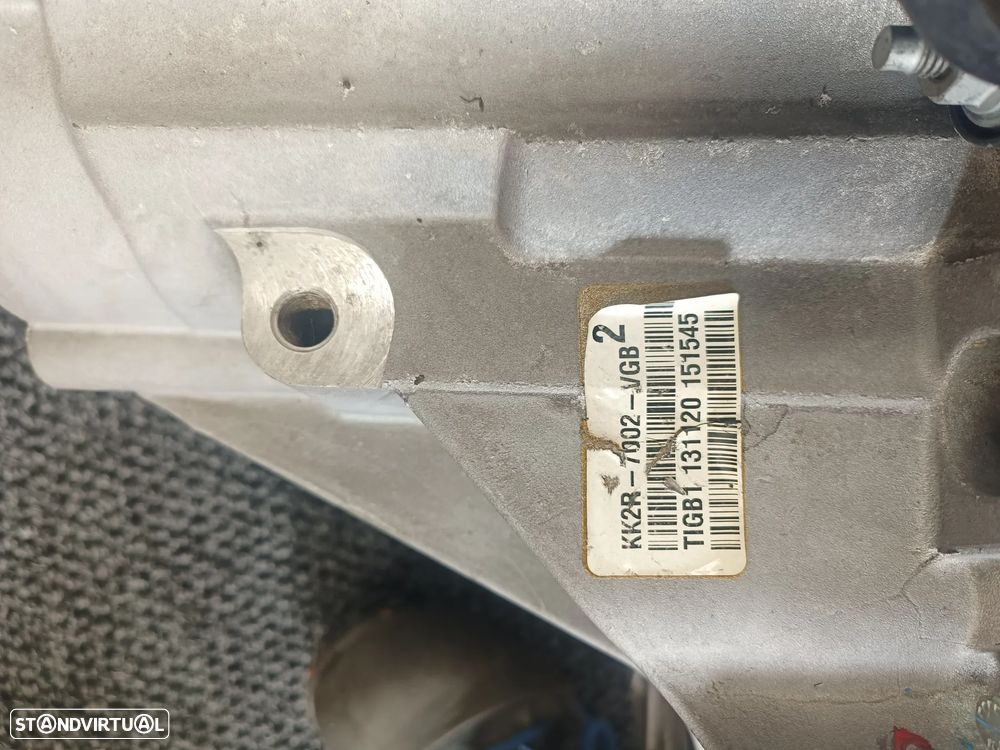 KK2R-7002-VGB 2
TIGB1 131120 151545
STANDVIRTUAL